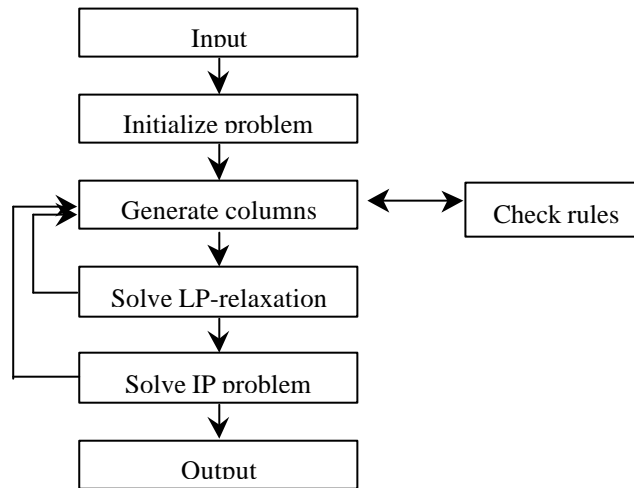 Input
Initialize problem
Generate columns
Check rules
Solve LP-relaxation
Solve IP problem
Output